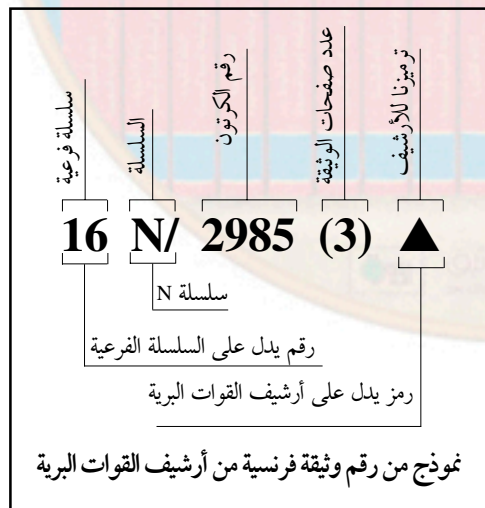 ترميزنا للأرشيف
عدد صفحات الوثيقة
رقم الكرتون
السلسلة
سلسلة فرعية
16 N/ 2985 (3) ▲
سلسلة N
رقم يدل على السلسلة الفرعية
رمز يدل على أرشيف القوات البرية
نموذج من رقم وثيقة فرنسية من أرشيف القوات البرية